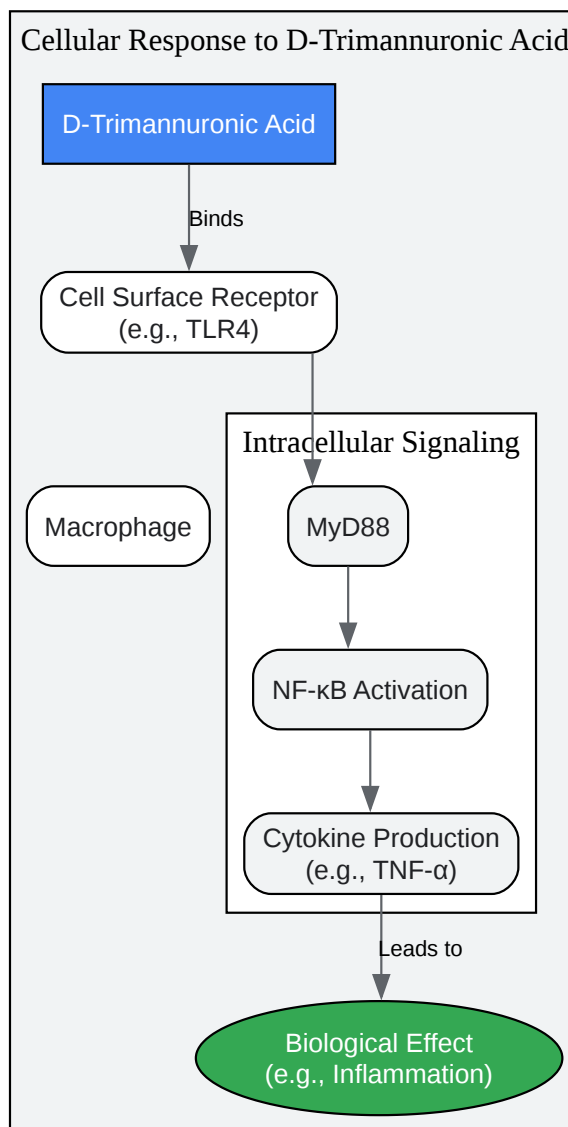 Cellular Response to D-Trimannuronic Acid
D-Trimannuronic Acid
Binds
Cell Surface Receptor
(e.g., TLR4)
Intracellular Signaling
Macrophage
MyD88
NF-κB Activation
Cytokine Production
(e.g., TNF-α)
Leads to
Biological Effect
(e.g., Inflammation)